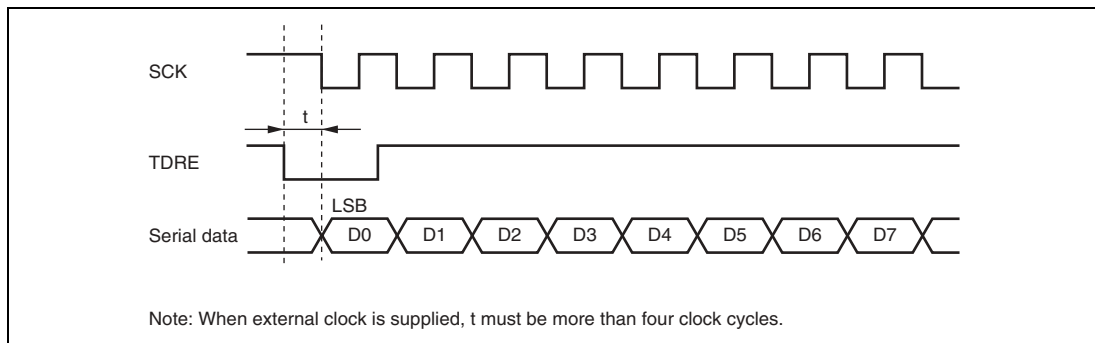 SCK
t
TDRE
LSB
Serial data D0 D1 D2 D3 D4 D5 D6 D7
Note: When external clock is supplied, t must be more than four clock cycles.